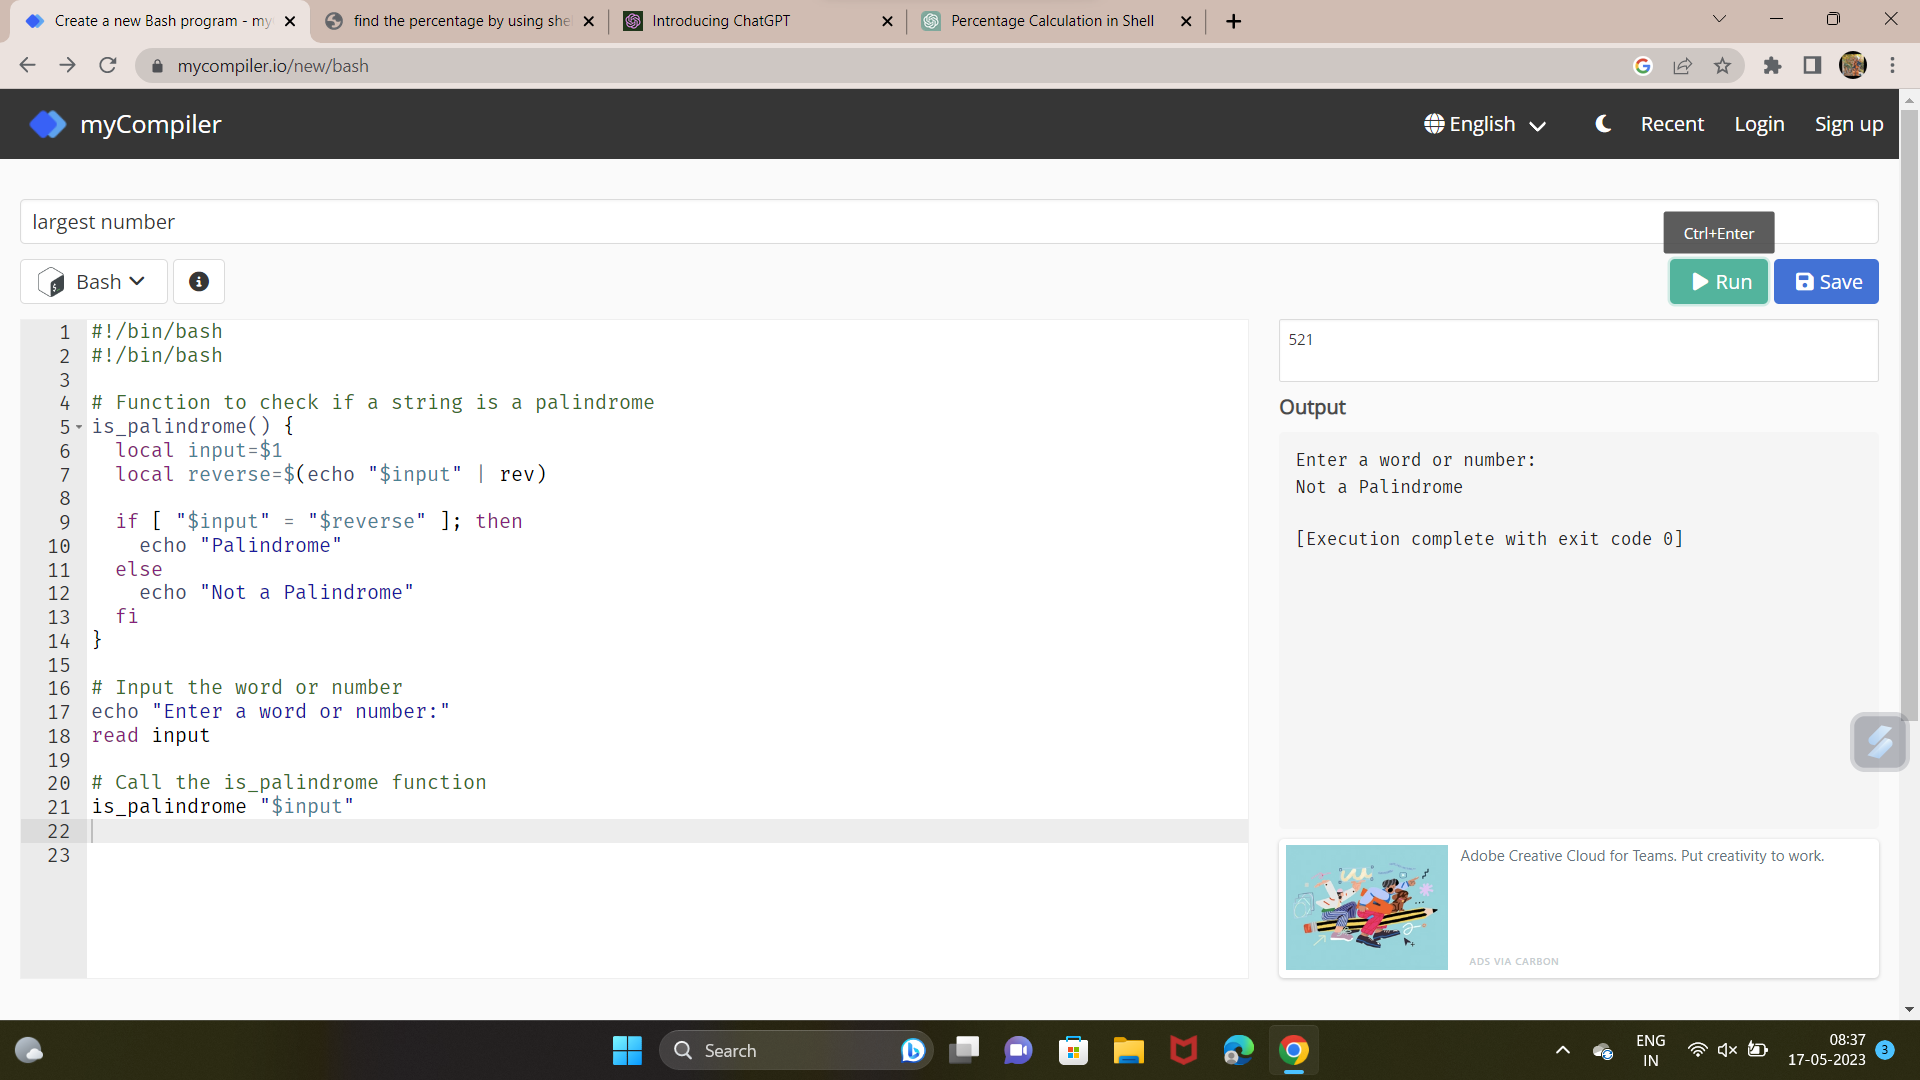 Create a new Bash program - my
find the percentage by using she
Introducing ChatGPT
Percentage Calculation in Shell
mycompiler.io/new/bash
myCompiler
English
Recent
Login
Sign up
largest number
Ctrl+Enter
Bash
Run
Save
1 #!/bin/bash
2 #!/bin/bash
3
4 # Function to check if a string is a palindrome
5 is_palindrome() {
6   local input=$1
7   local reverse=$(echo "$input" | rev)
8
9   if [ "$input" = "$reverse" ]; then
10     echo "Palindrome"
11   else
12     echo "Not a Palindrome"
13   fi
14 }
15
16 # Input the word or number
17 echo "Enter a word or number:"
18 read input
19
20 # Call the is_palindrome function
21 is_palindrome "$input"
22
23
521
Output
Enter a word or number:
Not a Palindrome
[Execution complete with exit code 0]
Adobe Creative Cloud for Teams. Put creativity to work.
ADS VIA CARBON
Search
ENG
IN
08:37
17-05-2023
3